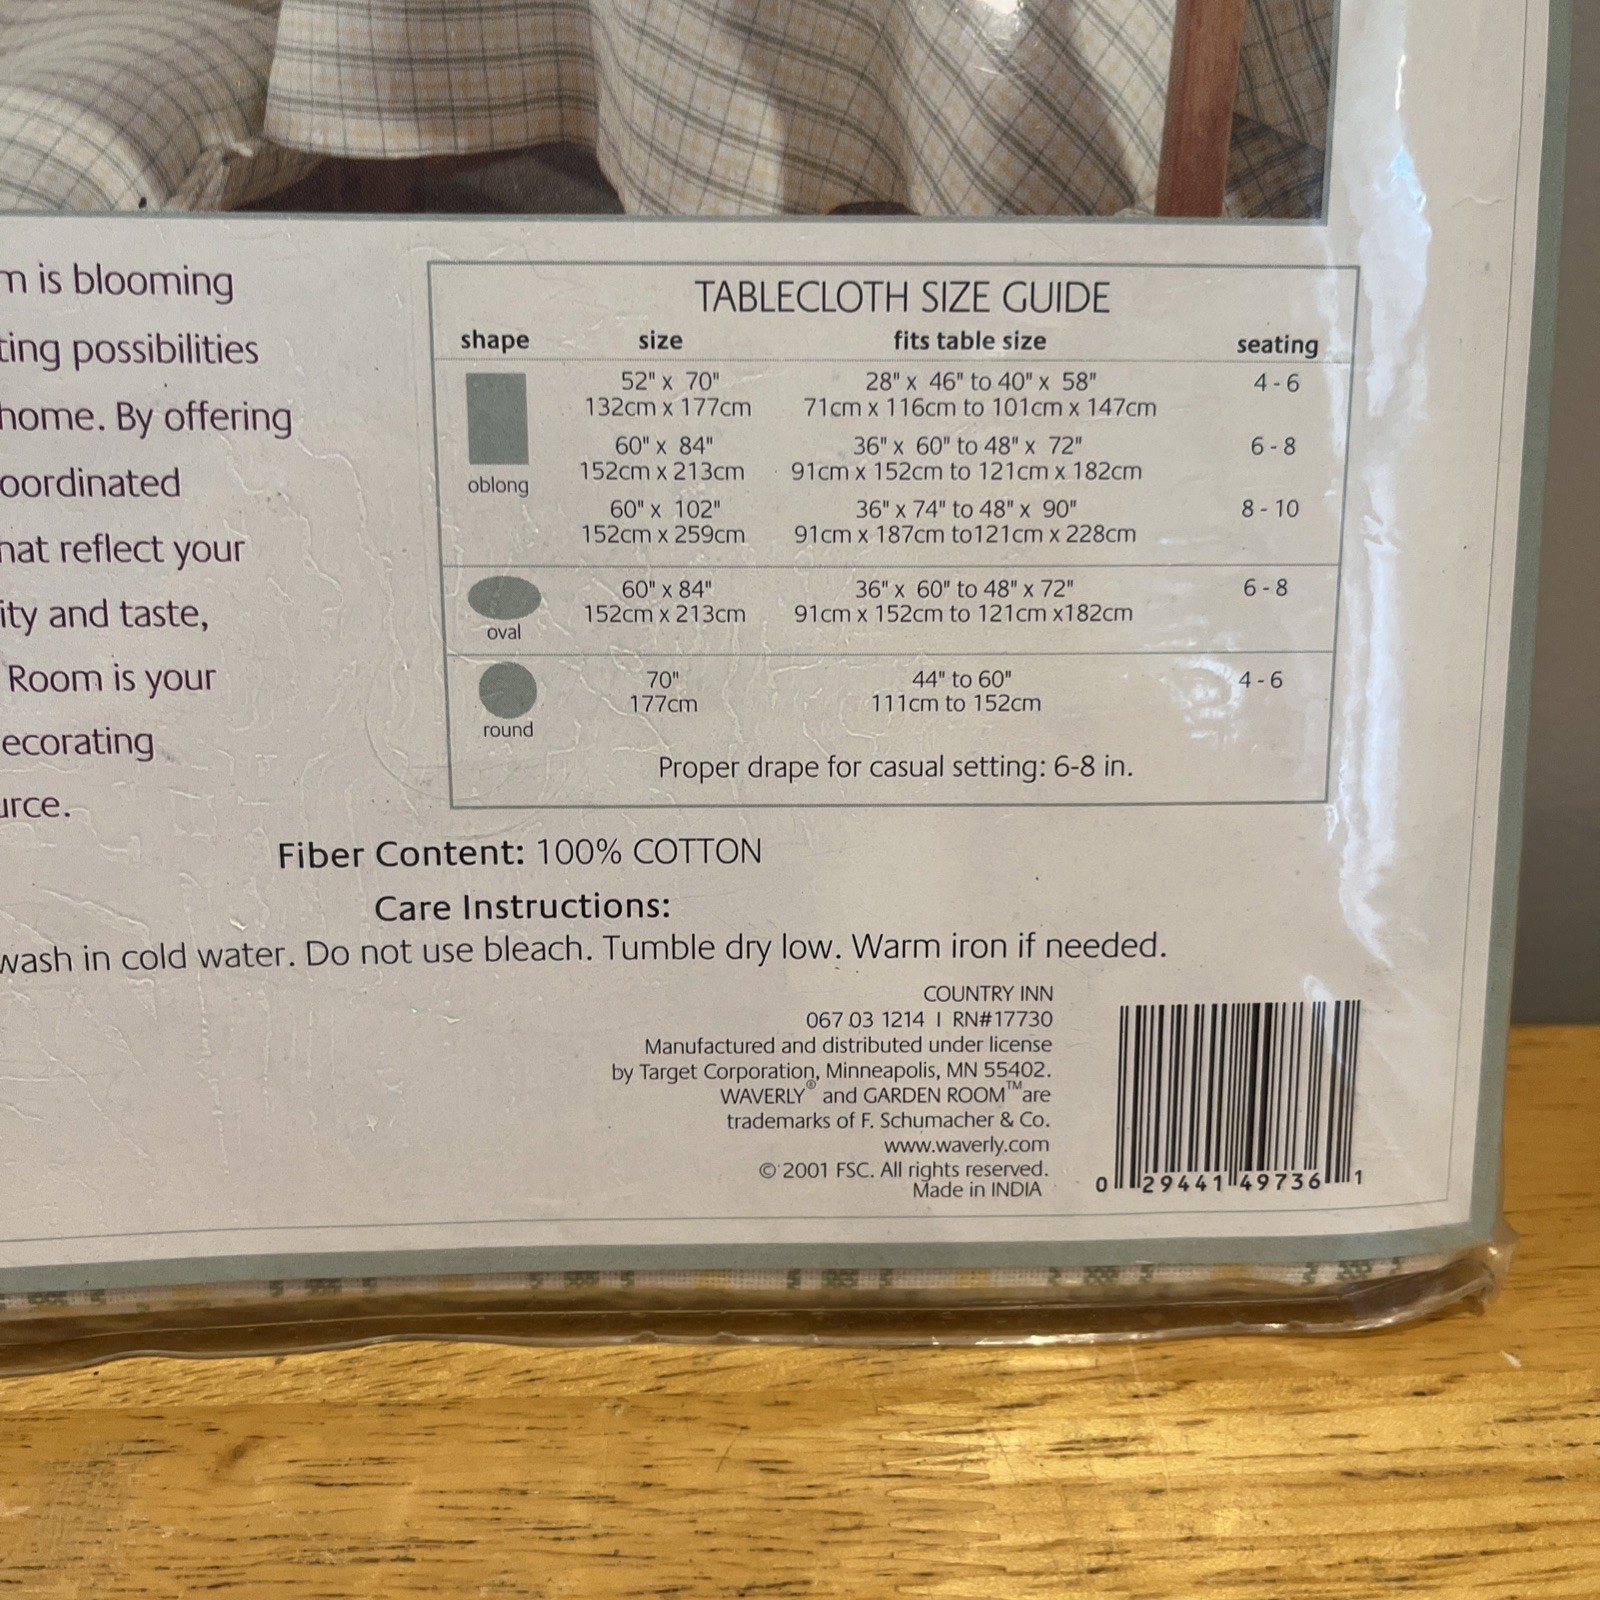 m is blooming
ting possibilities
home. By offering
oordinated
hat reflect your
ity and taste,
Room is your
ecorating
urce.
TABLECLOTH SIZE GUIDE
shape size fits table size seating
52" x 70" 28" x 46" to 40" x 58" 4 - 6
132cm x 177cm 71cm x 116cm to 101cm x 147cm
60" x 84" 36" x 60" to 48" x 72" 6 - 8
152cm x 213cm 91cm x 152cm to 121cm x 182cm
oblong
60" x 102" 36" x 74" to 48" x 90" 8 - 10
152cm x 259cm 91cm x 187cm to121cm x 228cm
60" x 84" 36" x 60" to 48" x 72" 6 - 8
152cm x 213cm 91cm x 152cm to 121cm x182cm
oval
70" 44" to 60" 4 - 6
177cm 111cm to 152cm
round
Proper drape for casual setting: 6-8 in.
Fiber Content: 100% COTTON
Care Instructions:
wash in cold water. Do not use bleach. Tumble dry low. Warm iron if needed.
COUNTRY INN
067 03 1214 I RN#17730
Manufactured and distributed under license
by Target Corporation, Minneapolis, MN 55402.
WAVERLY® and GARDEN ROOM™ are
trademarks of F. Schumacher & Co.
www.waverly.com
© 2001 FSC. All rights reserved.
Made in INDIA
0 29441 49736 1